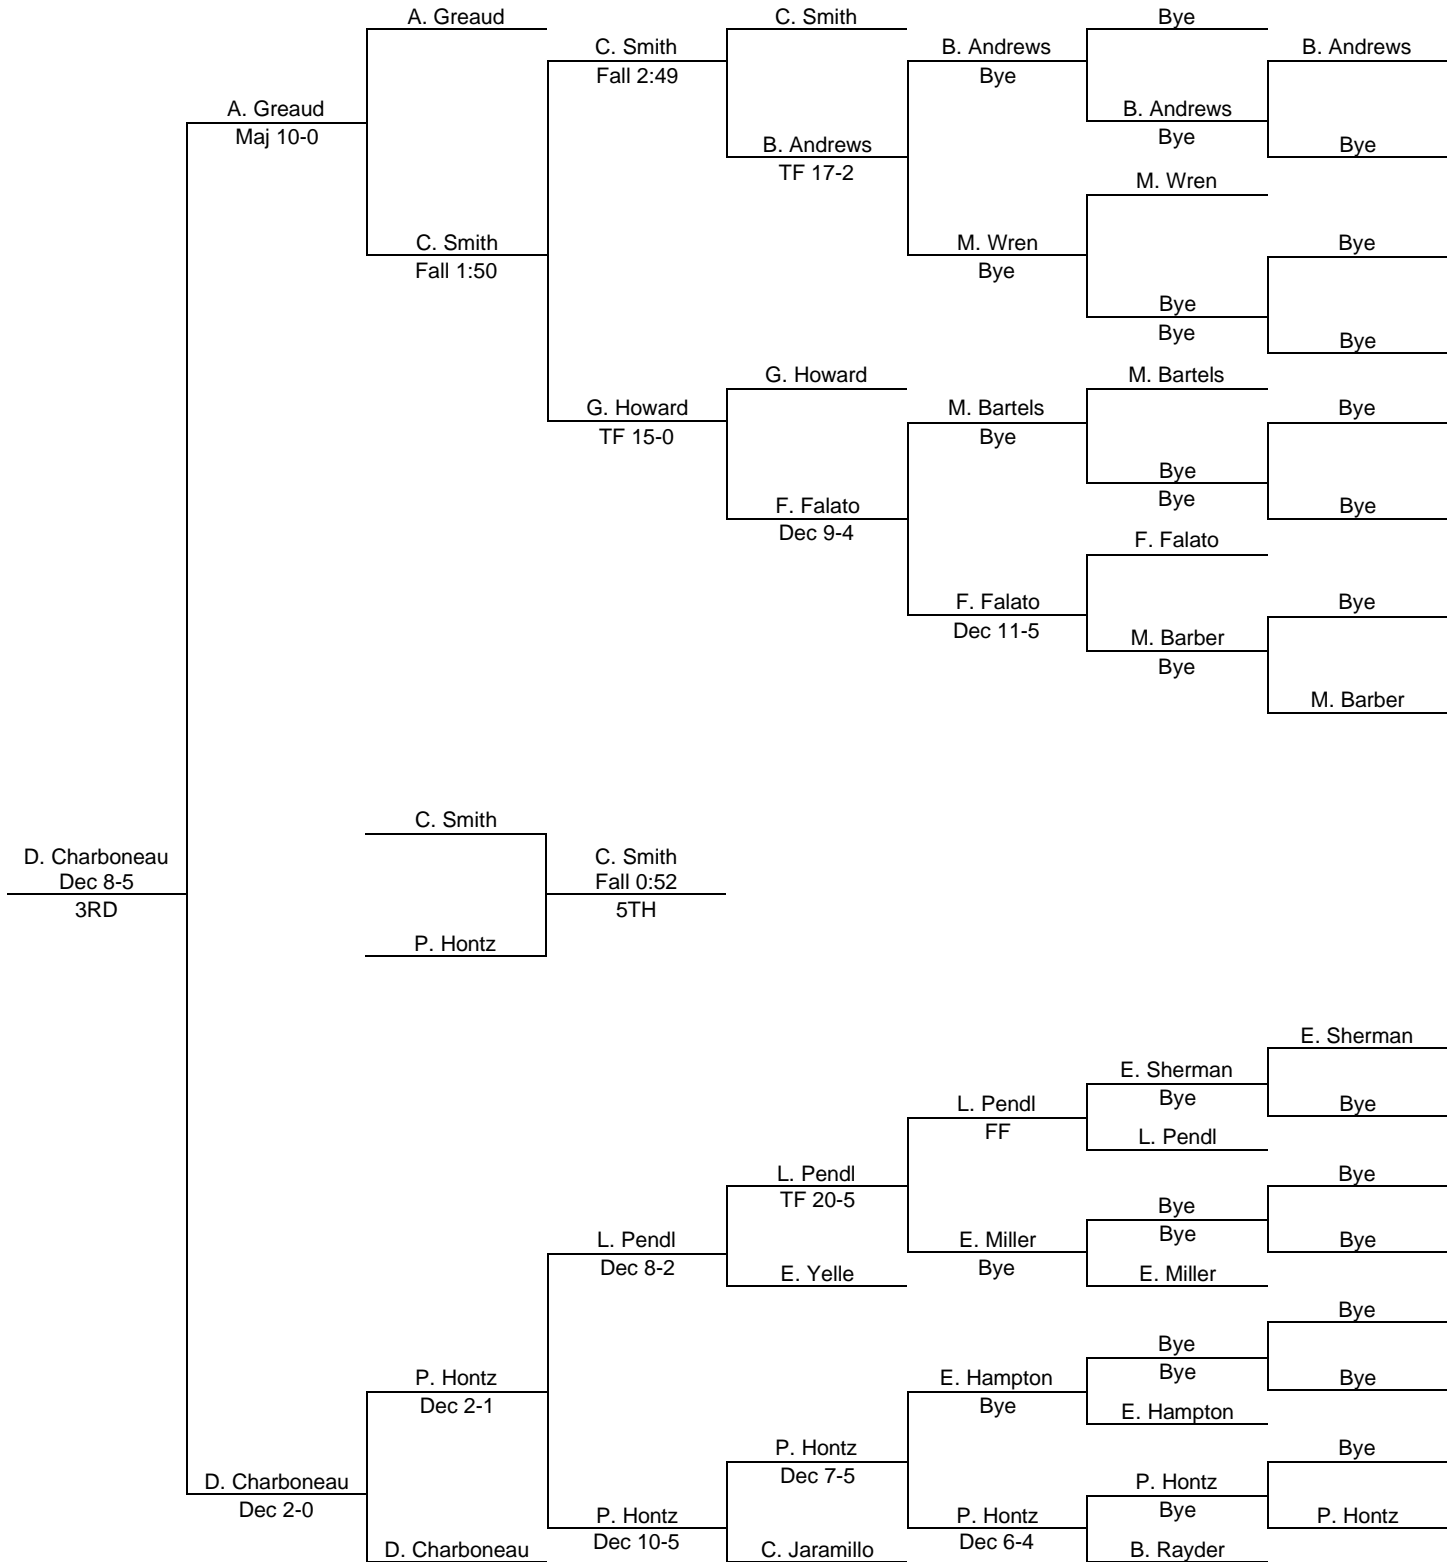 A. Greaud
C. Smith
Bye
C. Smith
Fall 2:49
B. Andrews
Bye
B. Andrews
A. Greaud
Maj 10-0
B. Andrews
Bye
B. Andrews
TF 17-2
Bye
M. Wren
C. Smith
Fall 1:50
M. Wren
Bye
Bye
Bye
Bye
Bye
G. Howard
M. Bartels
G. Howard
TF 15-0
M. Bartels
Bye
Bye
Bye
Bye
F. Falato
Dec 9-4
Bye
F. Falato
F. Falato
Dec 11-5
Bye
M. Barber
Bye
M. Barber
C. Smith
D. Charboneau
Dec 8-5
3RD
C. Smith
Fall 0:52
5TH
P. Hontz
E. Sherman
E. Sherman
Bye
L. Pendl
FF
Bye
L. Pendl
L. Pendl
TF 20-5
Bye
Bye
Bye
L. Pendl
Dec 8-2
E. Miller
Bye
Bye
E. Yelle
E. Miller
Bye
Bye
Bye
P. Hontz
Dec 2-1
E. Hampton
Bye
Bye
E. Hampton
P. Hontz
Dec 7-5
Bye
D. Charboneau
Dec 2-0
P. Hontz
Bye
P. Hontz
Dec 10-5
P. Hontz
Dec 6-4
P. Hontz
D. Charboneau
C. Jaramillo
B. Rayder